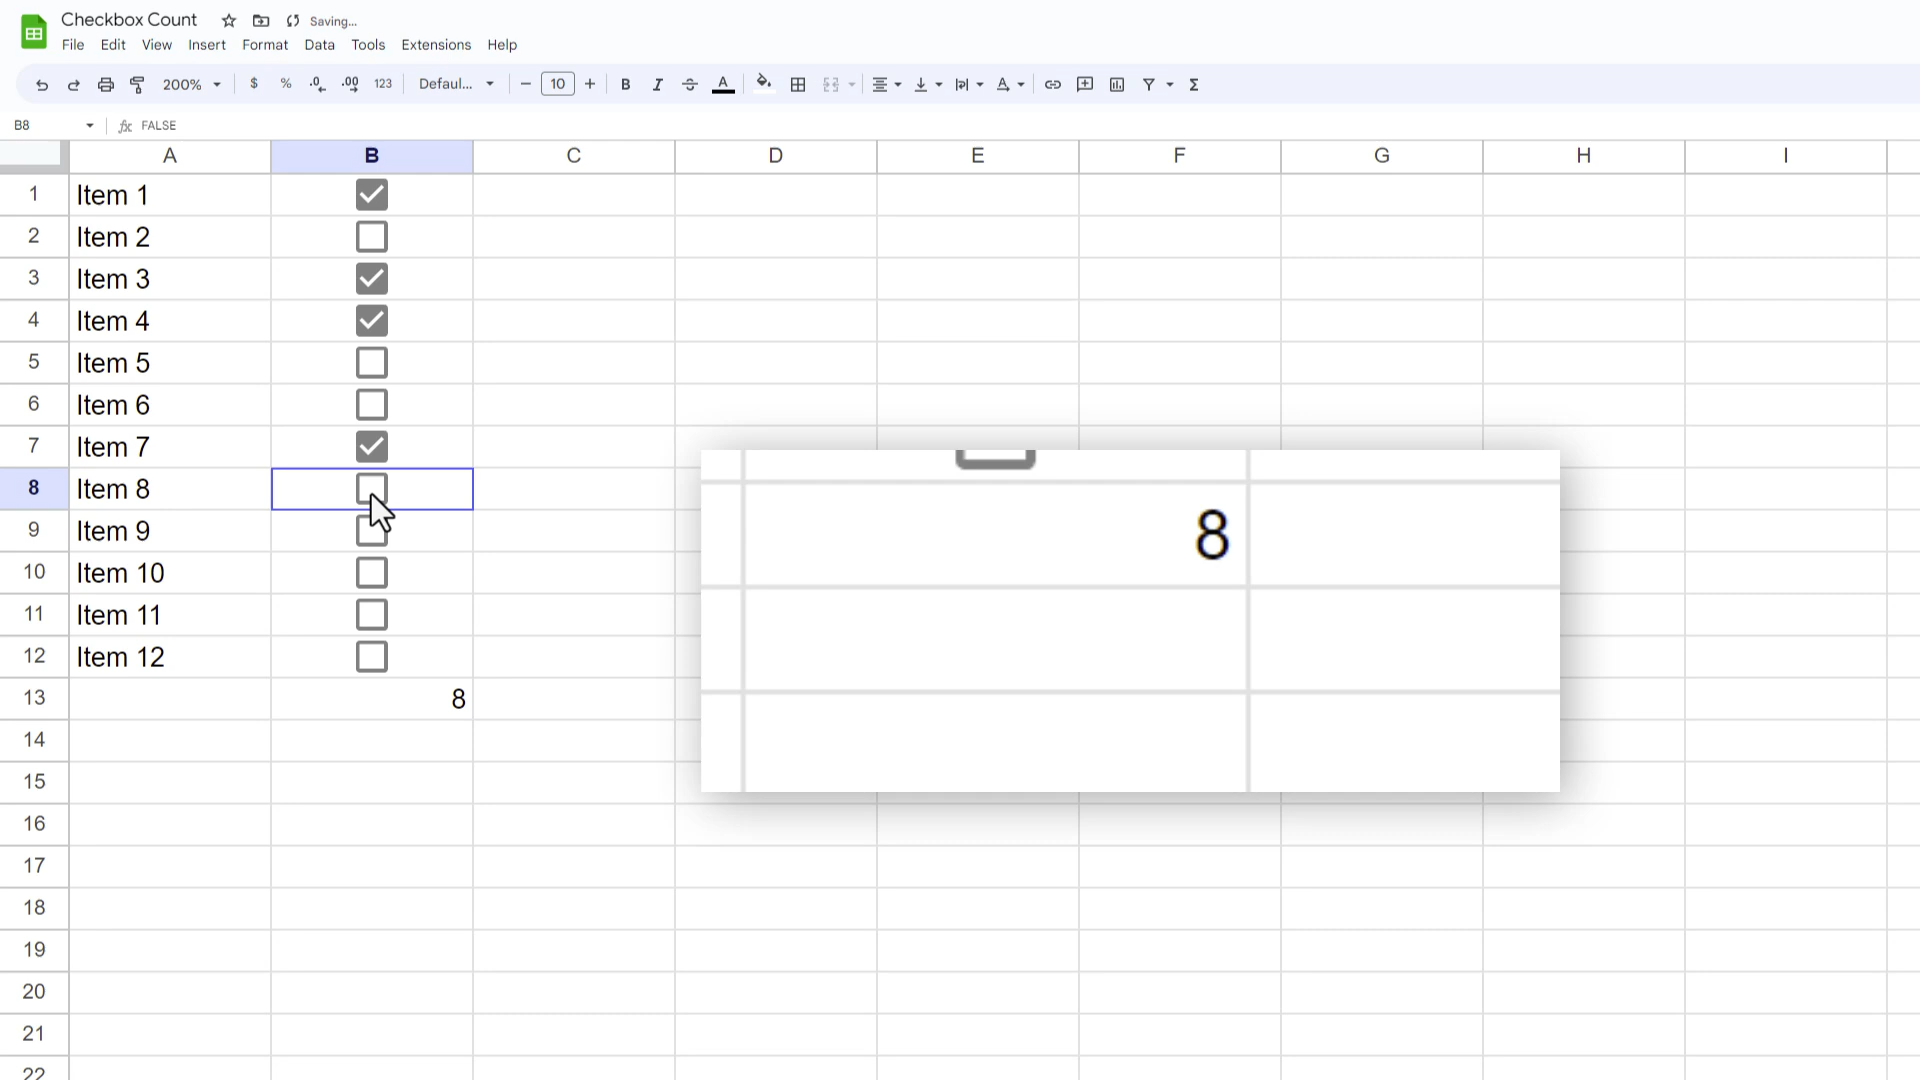 Checkbox Count Saving...
File Edit View Insert Format Data Tools Extensions Help
200% $ % .0 .00 123 Defaul... − 10 + B I A A Σ
B8 fx FALSE
A B C D E F G H I
1 Item 1
2 Item 2
3 Item 3
4 Item 4
5 Item 5
6 Item 6
7 Item 7
8 Item 8
9 Item 9
10 Item 10
11 Item 11
12 Item 12
13 8
8
14
15
16
17
18
19
20
21
22